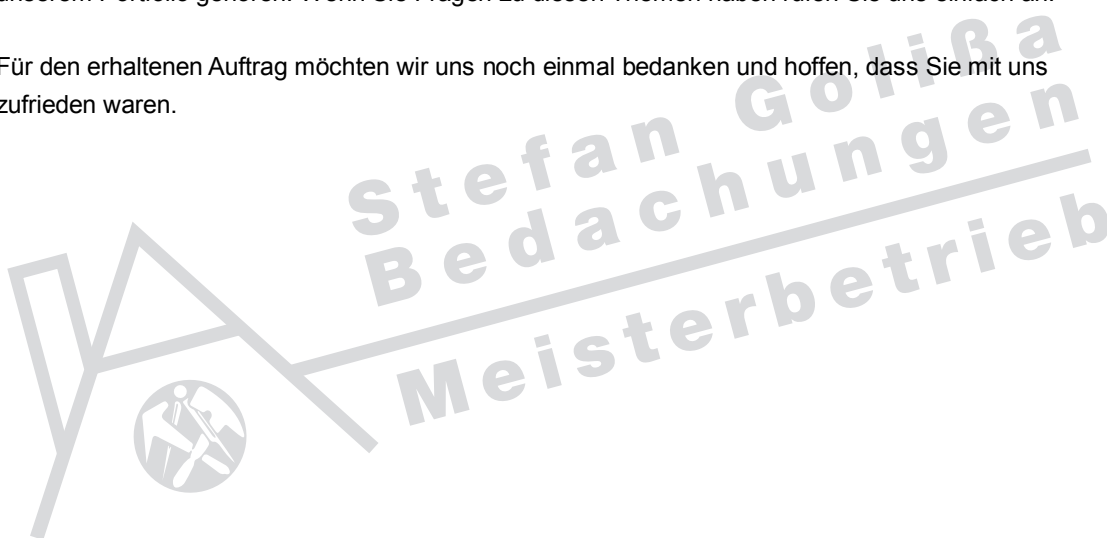 Für den erhaltenen Auftrag möchten wir uns noch einmal bedanken und hoffen, dass Sie mit uns
zufrieden waren.
Stefan Golißa
Bedachungen
Meisterbetrieb